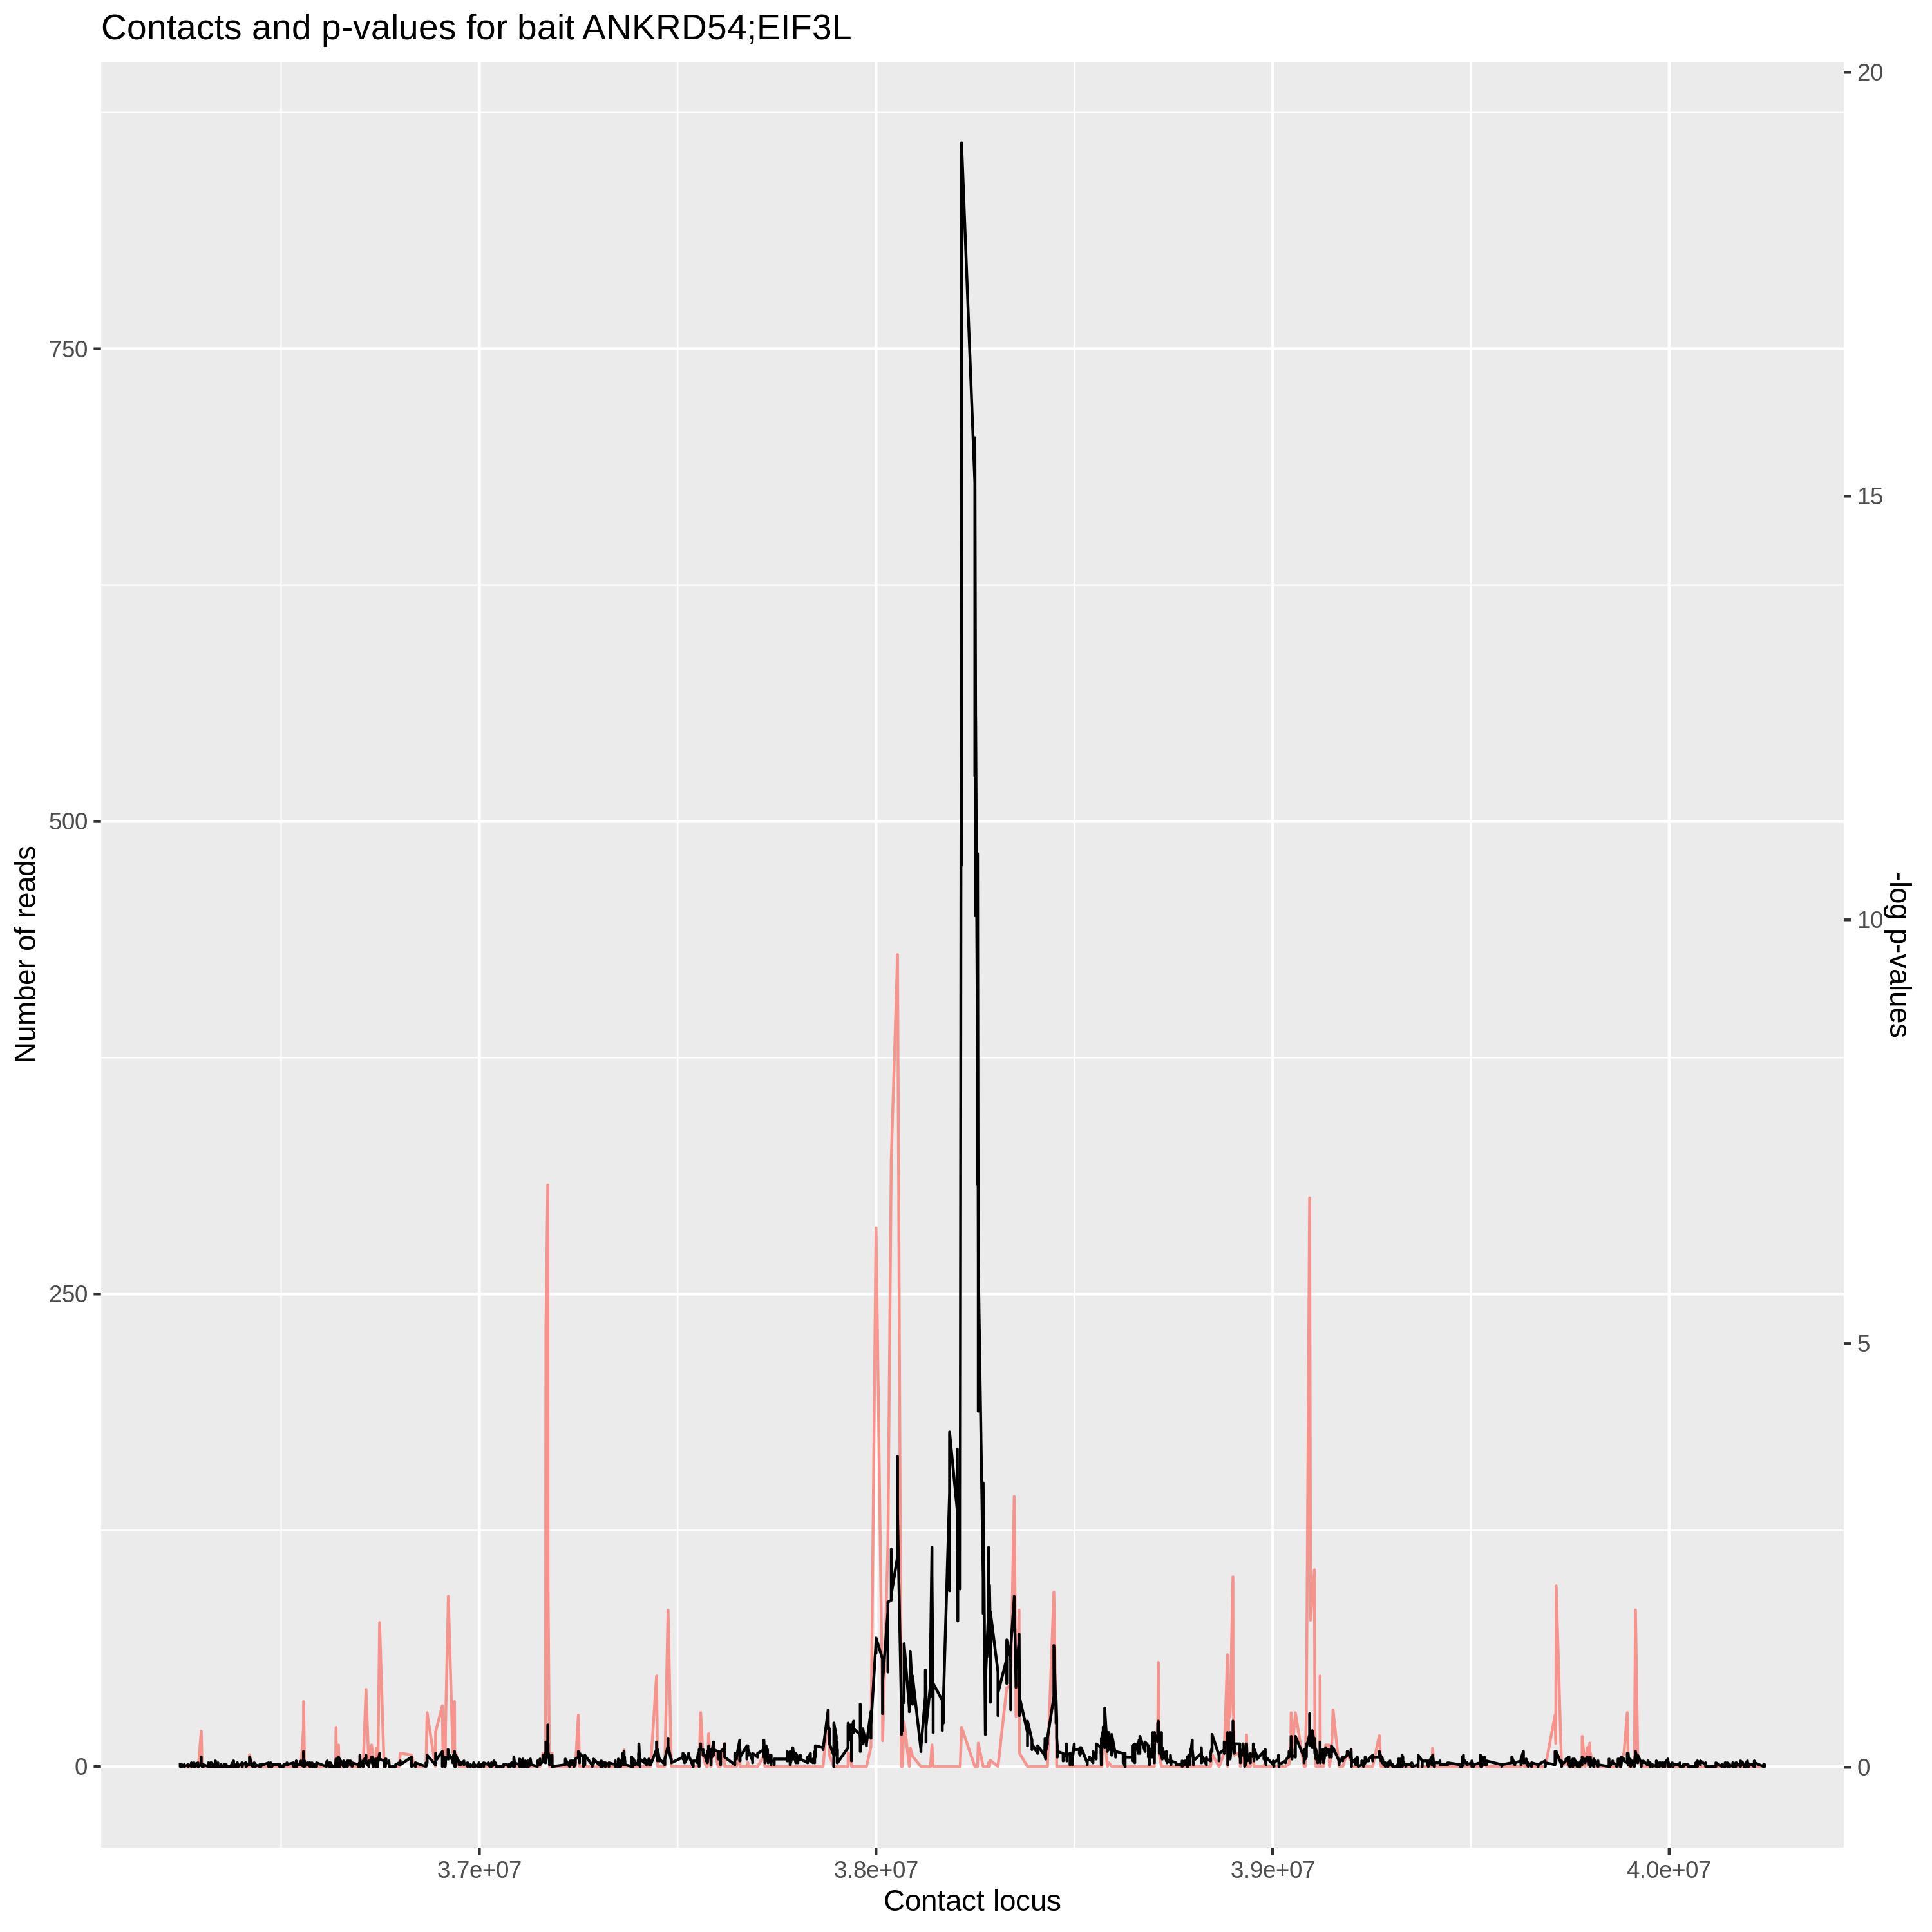 Contacts and p-values for bait ANKRD54;EIF3L
Number of reads
750
500
250
0
20
15
10
5
0
-log p-values
3.7e+07
3.8e+07
3.9e+07
4.0e+07
Contact locus